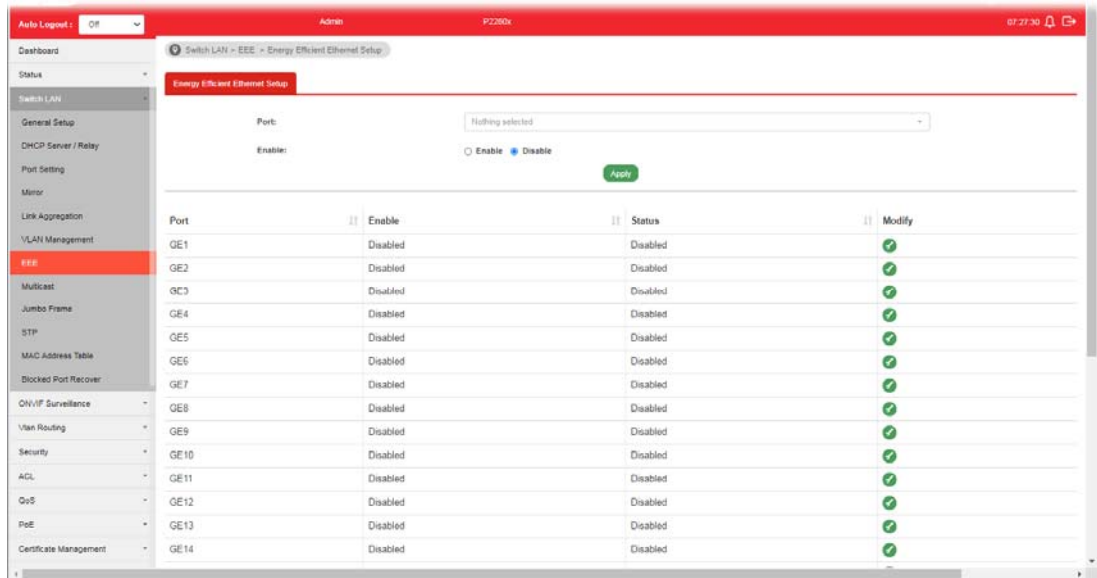 Auto Logout : Off Admin P2280x 07:27:30
Dashboard
Status
Switch LAN
General Setup
DHCP Server / Relay
Port Setting
Mirror
Link Aggregation
VLAN Management
EEE
Multicast
Jumbo Frame
STP
MAC Address Table
Blocked Port Recover
ONVIF Surveillance
Vlan Routing
Security
ACL
QoS
PoE
Certificate Management
Switch LAN » EEE » Energy Efficient Ethernet Setup
Energy Efficient Ethernet Setup
Port: Nothing selected
Enable: Enable Disable
Apply
Port Enable Status Modify
GE1 Disabled Disabled
GE2 Disabled Disabled
GE3 Disabled Disabled
GE4 Disabled Disabled
GE5 Disabled Disabled
GE6 Disabled Disabled
GE7 Disabled Disabled
GE8 Disabled Disabled
GE9 Disabled Disabled
GE10 Disabled Disabled
GE11 Disabled Disabled
GE12 Disabled Disabled
GE13 Disabled Disabled
GE14 Disabled Disabled